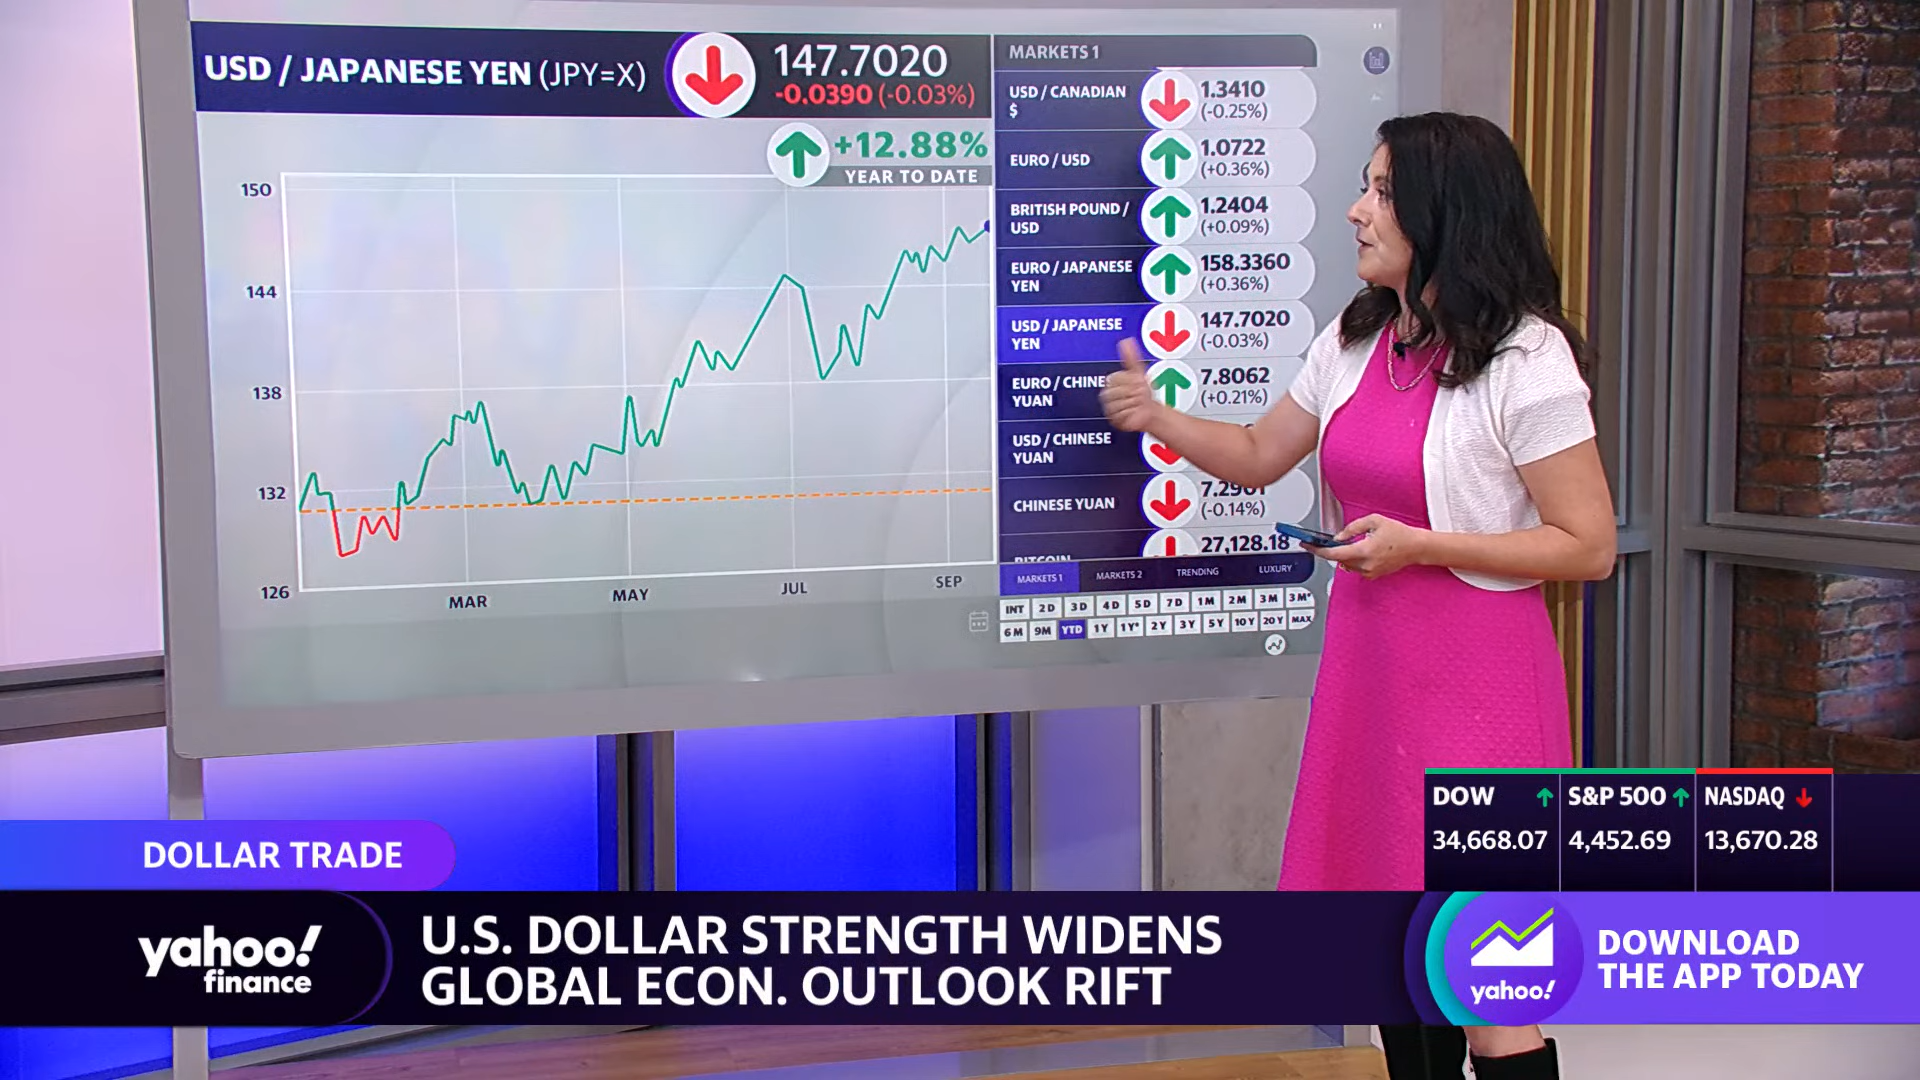 USD / JAPANESE YEN (JPY=X)
147.7020
-0.0390 (-0.03%)
+12.88%
YEAR TO DATE
150
144
138
132
126
MAR
MAY
JUL
SEP
MARKETS 1
USD / CANADIAN
$
1.3410
(-0.25%)
EURO / USD
1.0722
(+0.36%)
BRITISH POUND /
USD
1.2404
(+0.09%)
EURO / JAPANESE
YEN
158.3360
(+0.36%)
USD / JAPANESE
YEN
147.7020
(-0.03%)
EURO / 
YUAN
7.8062
(+0.21%)
USD / CHINESE
YUAN
CHINESE YUAN
(-0.14%)
BITCOIN
27,128.18
MARKETS 1
MARKETS 2
TRENDING
LUXURY
INT 2D 3D 4D 5D 7D 1M 2M 3M 3M*
6M 9M YTD 1Y 1Y* 2Y 3Y 5Y 10Y 20Y MAX
DOW
34,668.07
S&P 500
4,452.69
NASDAQ
13,670.28
DOLLAR TRADE
yahoo!
finance
U.S. DOLLAR STRENGTH WIDENS
GLOBAL ECON. OUTLOOK RIFT
yahoo!
DOWNLOAD
THE APP TODAY